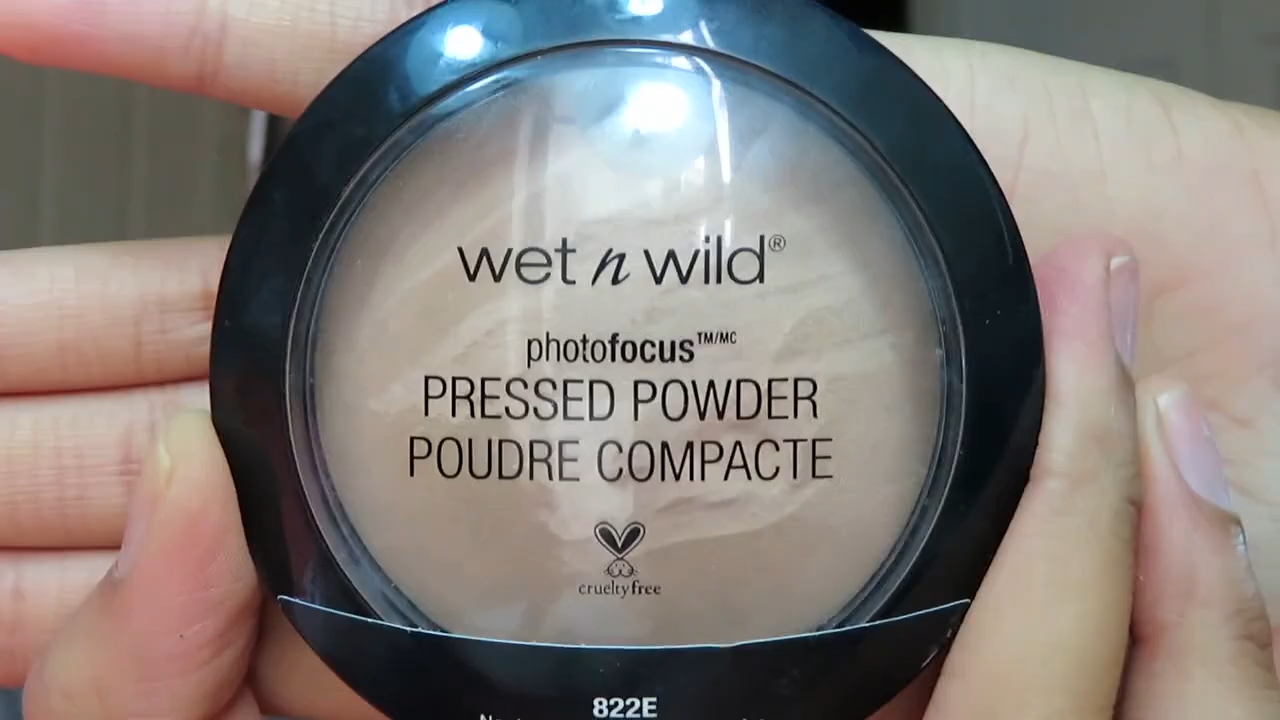 wet n wild®
photofocus™/MC
PRESSED POWDER
POUDRE COMPACTE
crueltyfree
822E